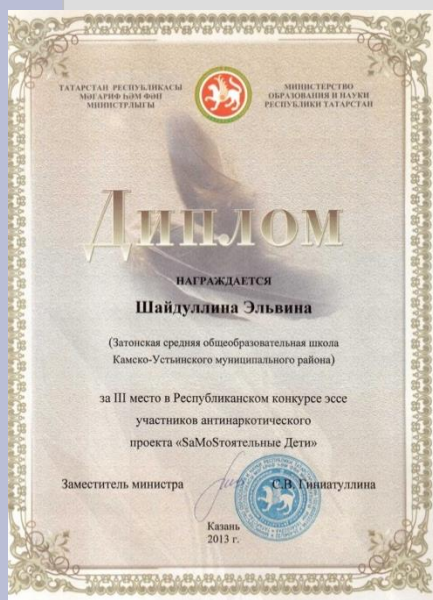 ТАТАРСТАН РЕСПУБЛИКАСЫ
МӘГАРИФ ҺӘМ ФӘН
МИНИСТРЛЫГЫ
МИНИСТЕРСТВО
ОБРАЗОВАНИЯ И НАУКИ
РЕСПУБЛИКИ ТАТАРСТАН
Диплом
НАГРАЖДАЕТСЯ
Шайдуллина Эльвина
(Затонская средняя общеобразовательная школа
Камско-Устьинского муниципального района)
за III место в Республиканском конкурсе эссе
участников антинаркотического
проекта «SaMoSтоятельные Дети»
Заместитель министра
С.В. Гиниатуллина
Казань
2013 г.